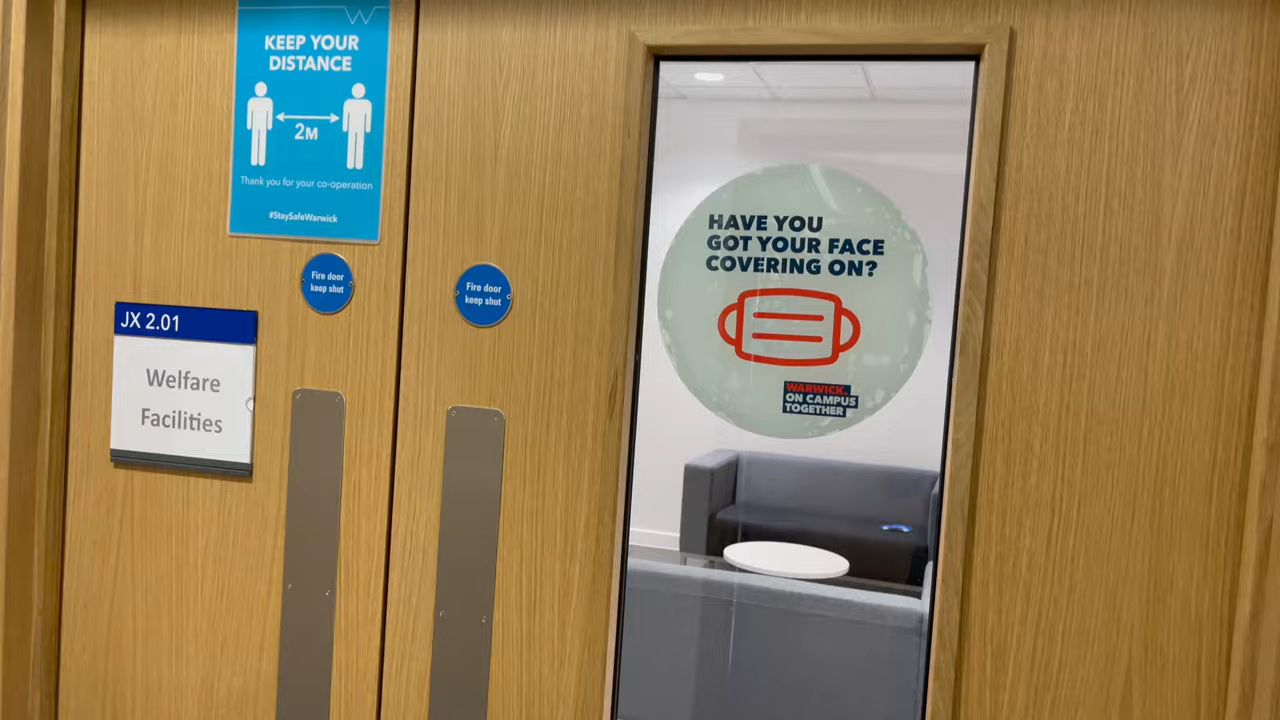 KEEP YOUR
DISTANCE
2M
Thank you for your co-operation
#StaySafeWarwick
Fire door
keep shut
Fire door
keep shut
JX 2.01
Welfare
Facilities
HAVE YOU
GOT YOUR FACE
COVERING ON?
WARWICK.
ON CAMPUS
TOGETHER